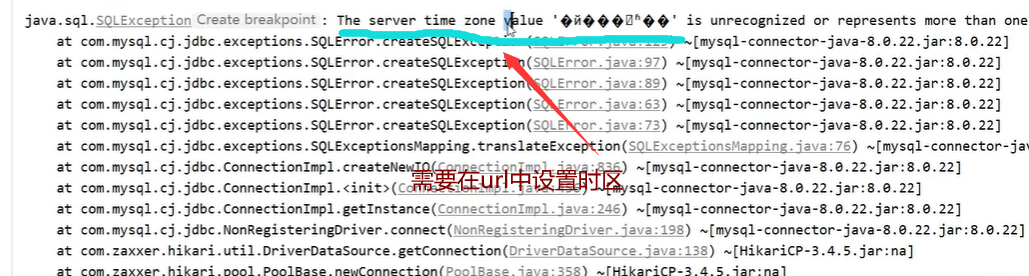 java.sql.SQLException Create breakpoint : The server time zone value '�й���׼ʱ��' is unrecognized or represents more than one
at com.mysql.cj.jdbc.exceptions.SQLError.createSQLException(SQLError.java:129) ~[mysql-connector-java-8.0.22.jar:8.0.22]
at com.mysql.cj.jdbc.exceptions.SQLError.createSQLException(SQLError.java:97) ~[mysql-connector-java-8.0.22.jar:8.0.22]
at com.mysql.cj.jdbc.exceptions.SQLError.createSQLException(SQLError.java:89) ~[mysql-connector-java-8.0.22.jar:8.0.22]
at com.mysql.cj.jdbc.exceptions.SQLError.createSQLException(SQLError.java:63) ~[mysql-connector-java-8.0.22.jar:8.0.22]
at com.mysql.cj.jdbc.exceptions.SQLError.createSQLException(SQLError.java:73) ~[mysql-connector-java-8.0.22.jar:8.0.22]
at com.mysql.cj.jdbc.exceptions.SQLExceptionsMapping.translateException(SQLExceptionsMapping.java:76) ~[mysql-connector-java-8.0.22.jar:8.0.22]
at com.mysql.cj.jdbc.ConnectionImpl.createNewIO(ConnectionImpl.java:836) ~[mysql-connector-java-8.0.22.jar:8.0.22]
需要在url中设置时区
at com.mysql.cj.jdbc.ConnectionImpl.<init>(ConnectionImpl.java ~[mysql-connector-java-8.0.22.jar:8.0.22]
at com.mysql.cj.jdbc.ConnectionImpl.getInstance(ConnectionImpl.java:246) ~[mysql-connector-java-8.0.22.jar:8.0.22]
at com.mysql.cj.jdbc.NonRegisteringDriver.connect(NonRegisteringDriver.java:198) ~[mysql-connector-java-8.0.22.jar:8.0.22]
at com.zaxxer.hikari.util.DriverDataSource.getConnection(DriverDataSource.java:138) ~[HikariCP-3.4.5.jar:na]
at com.zaxxer.hikari.pool.PoolBase.newConnection(PoolBase.java:358) ~[HikariCP-3.4.5.jar:na]